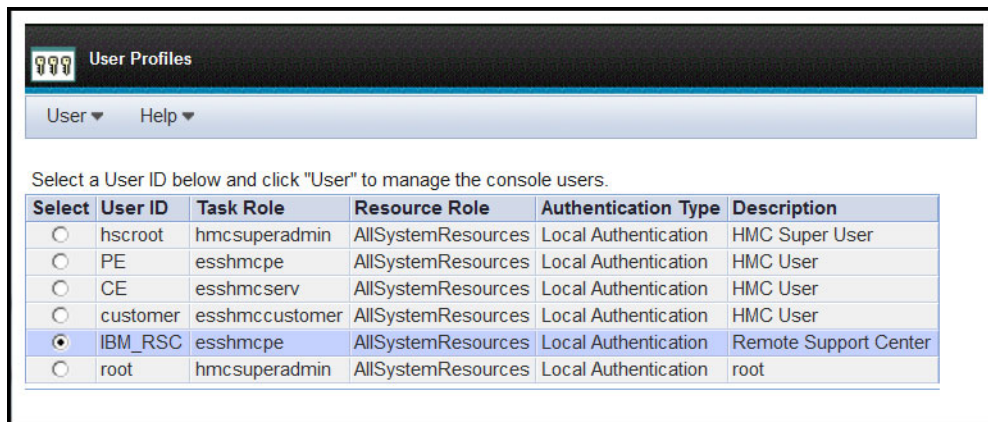 User Profiles
User Help
Select a User ID below and click "User" to manage the console users.
Select User ID Task Role Resource Role Authentication Type Description
hscroot hmcsuperadmin AllSystemResources Local Authentication HMC Super User
PE esshmcpe AllSystemResources Local Authentication HMC User
CE esshmcserv AllSystemResources Local Authentication HMC User
customer esshmccustomer AllSystemResources Local Authentication HMC User
IBM_RSC esshmcpe AllSystemResources Local Authentication Remote Support Center
root hmcsuperadmin AllSystemResources Local Authentication root